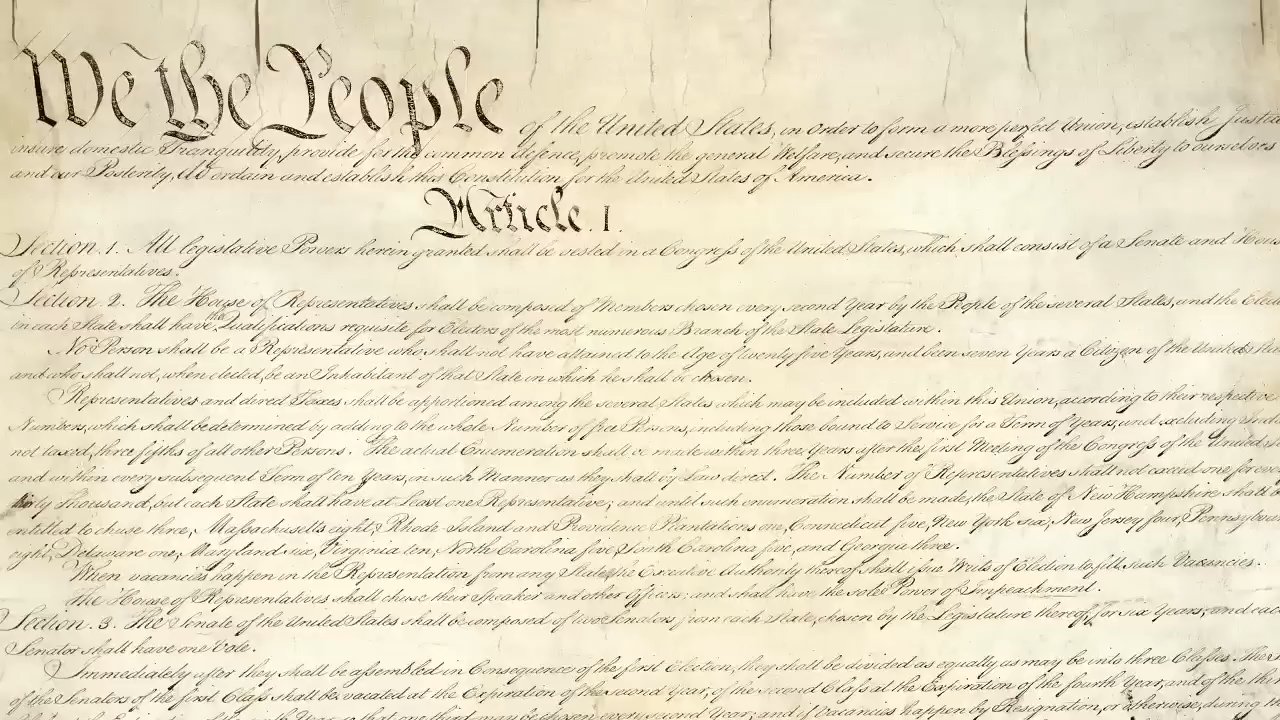 We the People of the United States, in Order to form a more perfect Union, establish Justic
insure domestic Tranquility, provide for the common defence, promote the general Welfare, and secure the Blessings of Liberty to ourselves
and our Posterity, do ordain and establish this Constitution for the United States of America.
Article. I.
Section. 1. All legislative Powers herein granted shall be vested in a Congress of the United States, which shall consist of a Senate and Hous
of Representatives.
Section. 2. The House of Representatives shall be composed of Members chosen every second Year by the People of the several States, and the Elect
in each State shall have the Qualifications requisite for Electors of the most numerous Branch of the State Legislature.
No Person shall be a Representative who shall not have attained to the Age of twenty five Years, and been seven Years a Citizen of the United Stat
and who shall not, when elected, be an Inhabitant of that State in which he shall be chosen.
Representatives and direct Taxes shall be apportioned among the several States which may be included within this Union, according to their respective
Numbers, which shall be determined by adding to the whole Number of free Persons, including those bound to Service for a Term of Years, and excluding India
not taxed, three fifths of all other Persons. The actual Enumeration shall be made within three Years after the first Meeting of the Congress of the United
and within every subsequent Term of ten Years, in such Manner as they shall by Law direct. The Number of Representatives shall not exceed one for ever
thirty Thousand, but each State shall have at Least one Representative; and until such enumeration shall be made, the State of New Hampshire shall
entitled to chuse three, Massachusetts eight, Rhode Island and Providence Plantations one, Connecticut five, New York six, New Jersey four, Pennsylvan
eight, Delaware one, Maryland six, Virginia ten, North Carolina five, South Carolina five, and Georgia three.
When vacancies happen in the Representation from any State, the Executive Authority thereof shall issue Writs of Election to fill such Vacancies.
The House of Representatives shall chuse their Speaker and other Officers; and shall have the sole Power of Impeachment.
Section. 3. The Senate of the United States shall be composed of two Senators from each State, chosen by the Legislature thereof, for six Years; and each
Senator shall have one Vote.
Immediately after they shall be assembled in Consequence of the first Election, they shall be divided as equally as may be into three Classes. The
of the Senators of the first Class shall be vacated at the Expiration of the second Year, of the second Class at the Expiration of the fourth Year, and of the thi
that one third may be chosen every second Year; and if Vacancies happen by Resignation, or otherwise, during